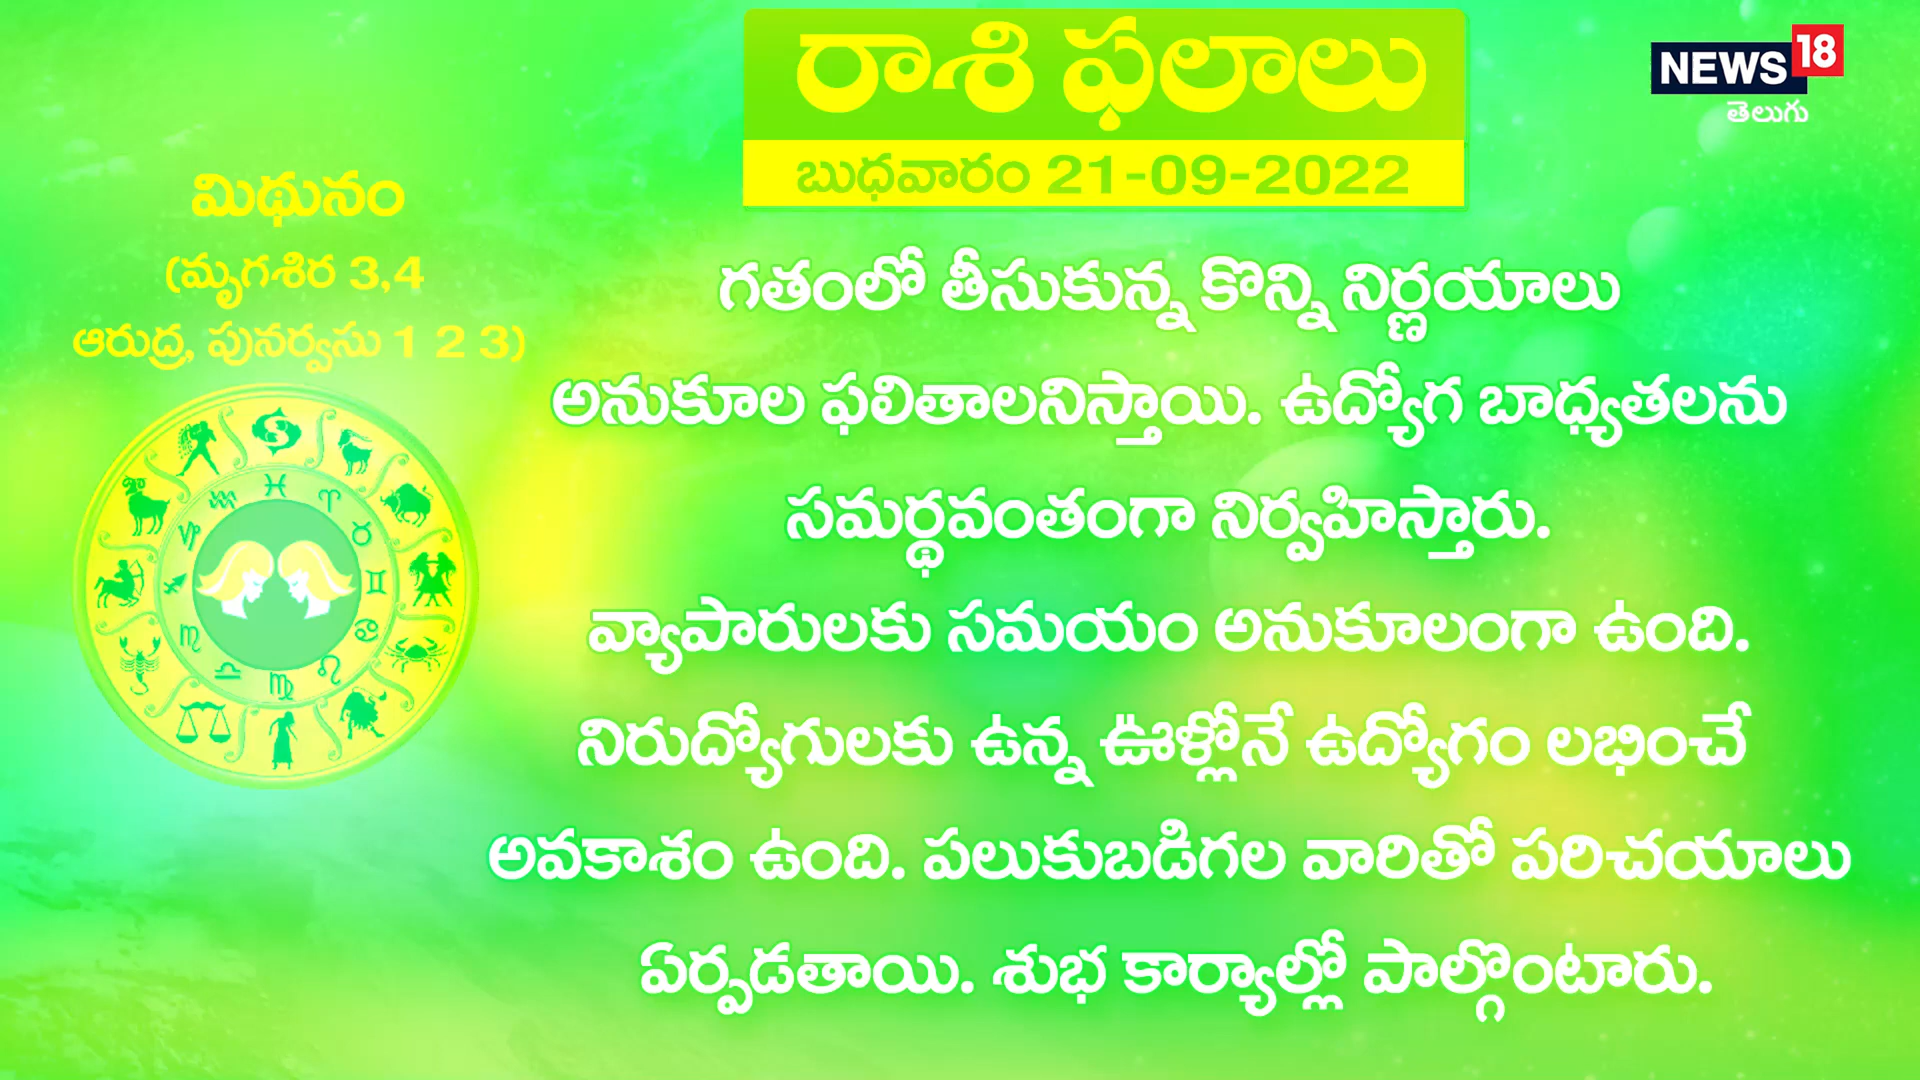 రాశి ఫలాలు
బుధవారం 21-09-2022
NEWS 18
తెలుగు
మిథునం
(మృగశిర 3,4
ఆరుద్ర, పునర్వసు 1 2 3)
గతంలో తీసుకున్న కొన్ని నిర్ణయాలు
అనుకూల ఫలితాలనిస్తాయి. ఉద్యోగ బాధ్యతలను
సమర్థవంతంగా నిర్వహిస్తారు.
వ్యాపారులకు సమయం అనుకూలంగా ఉంది.
నిరుద్యోగులకు ఉన్న ఊళ్లోనే ఉద్యోగం లభించే
అవకాశం ఉంది. పలుకుబడిగల వారితో పరిచయాలు
ఏర్పడతాయి. శుభ కార్యాల్లో పాల్గొంటారు.